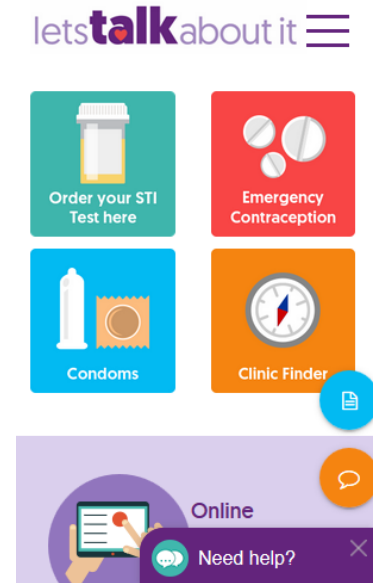 letstalkabout it
Order your STI
Test here
Emergency
Contraception
Condoms
Clinic Finder
Online
Need help?